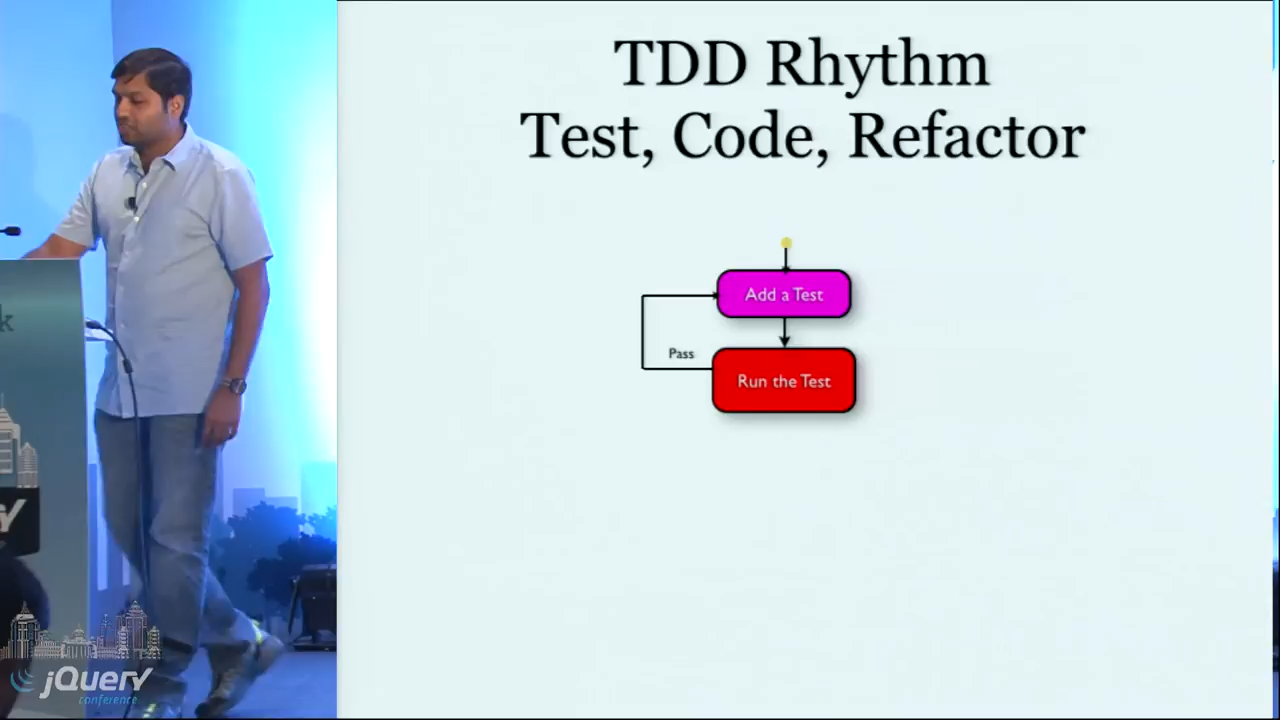 TDD Rhythm
Test, Code, Refactor
Add a Test
Pass
Run the Test
k
jQuery
conference